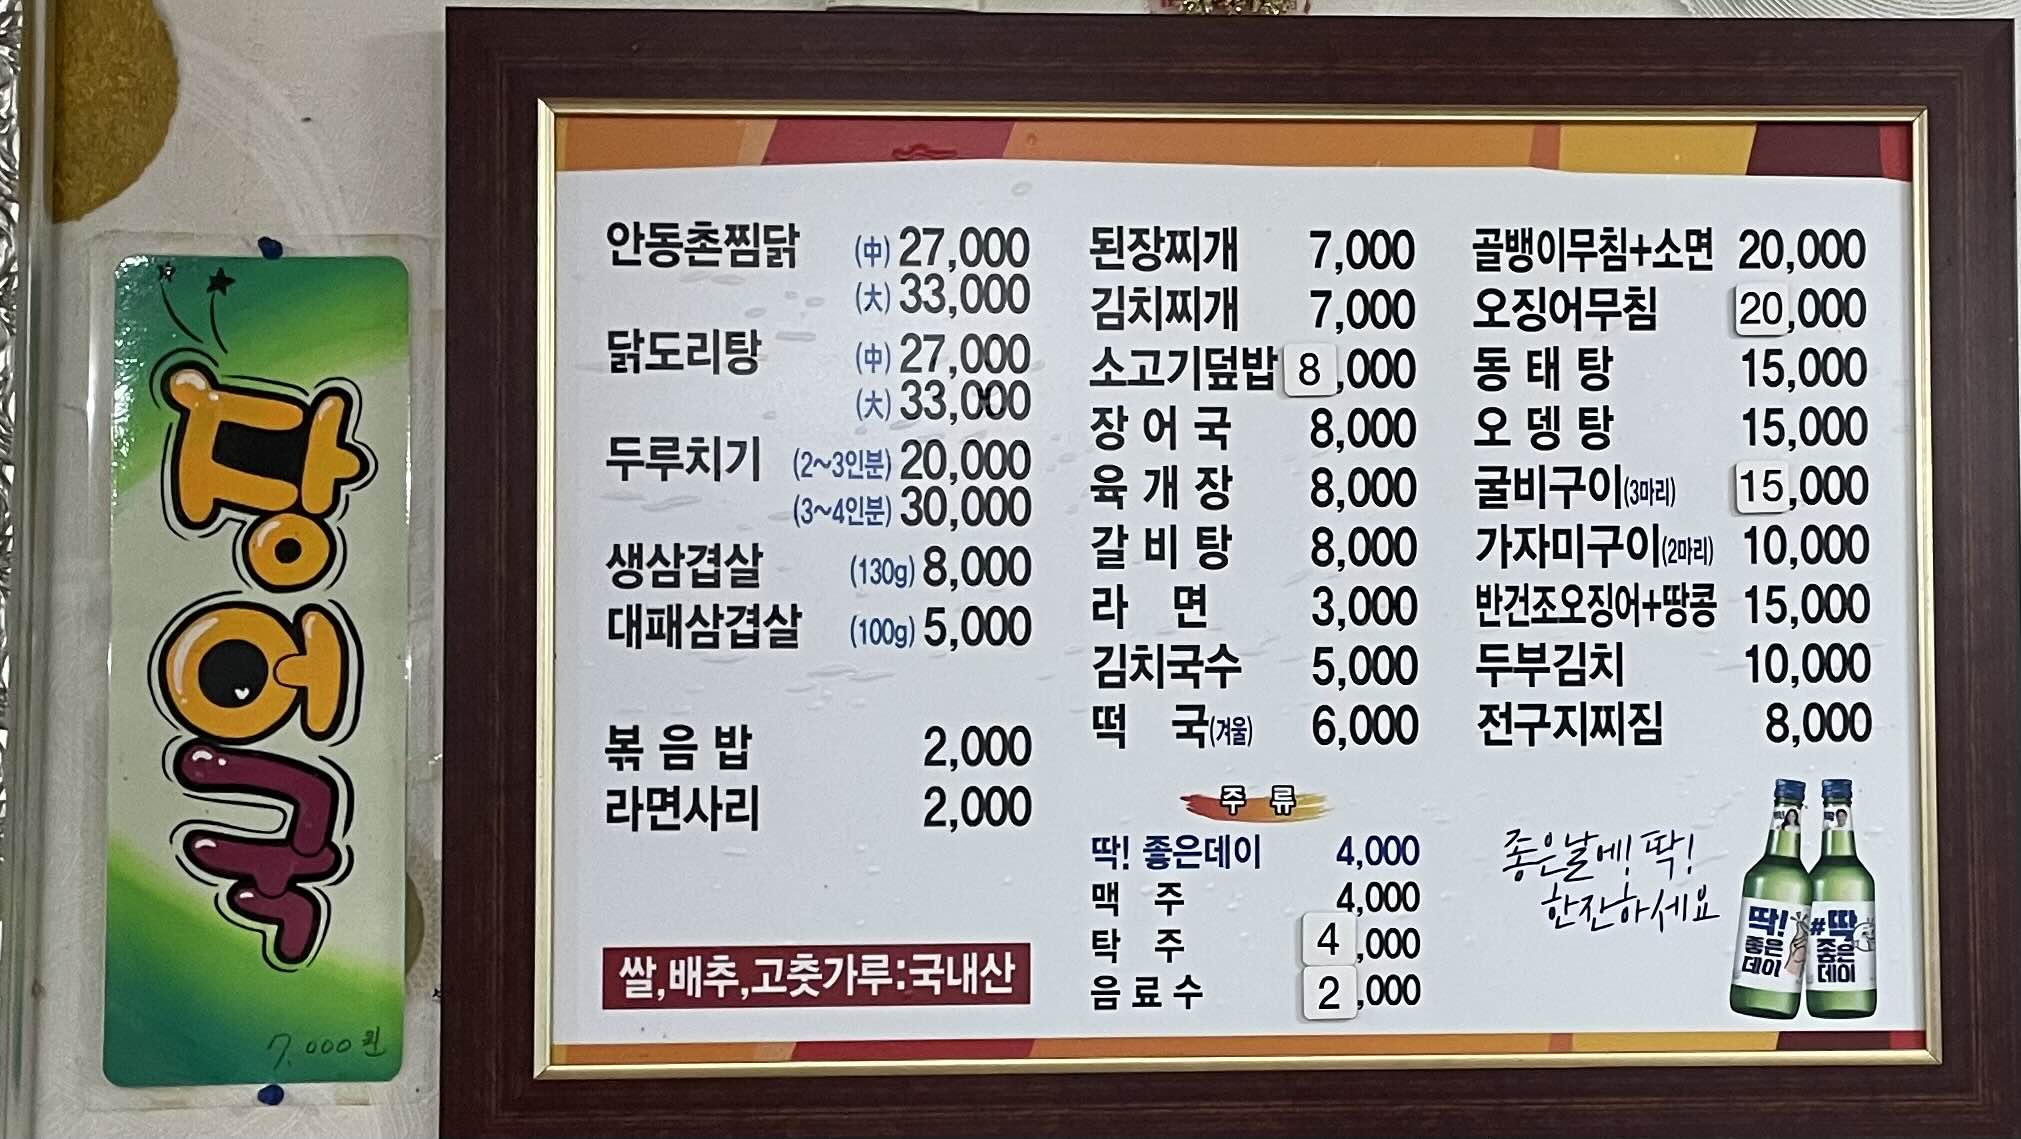 7,000원
안동촌찜닭 (中) 27,000
(大) 33,000
닭도리탕 (中) 27,000
(大) 33,000
두루치기 (2~3인분) 20,000
(3~4인분) 30,000
생삼겹살 (130g) 8,000
대패삼겹살 (100g) 5,000
볶음밥 2,000
라면사리 2,000
쌀,배추,고춧가루:국내산
된장찌개 7,000
김치찌개 7,000
소고기덮밥 8,000
장어국 8,000
육개장 8,000
갈비탕 8,000
라면 3,000
김치국수 5,000
떡국(겨울) 6,000
주류
딱! 좋은데이 4,000
맥주 4,000
탁주 4,000
음료수 2,000
골뱅이무침+소면 20,000
오징어무침 20,000
동태탕 15,000
오뎅탕 15,000
굴비구이(3마리) 15,000
가자미구이(2마리) 10,000
반건조오징어+땅콩 15,000
두부김치 10,000
전구지찌짐 8,000
좋은날에! 딱!
한잔하세요
딱!
좋은
데이
#딱
좋은
데이